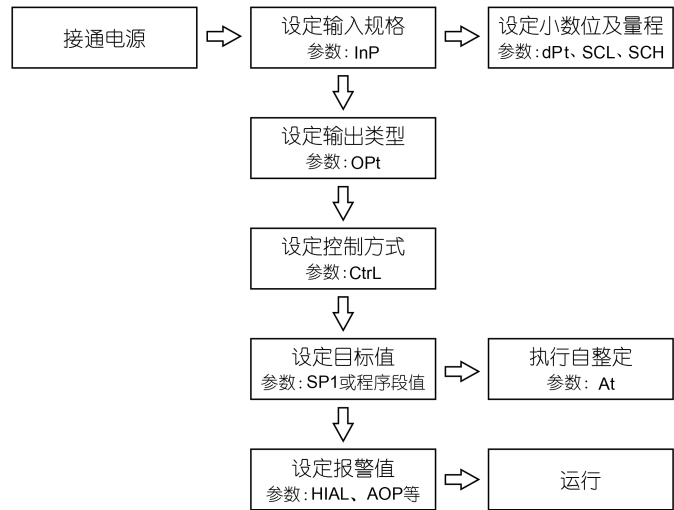 接通电源
设定输入规格
参数: InP
设定小数位及量程
参数:dPt、SCL、SCH
设定输出类型
参数: OPt
设定控制方式
参数:CtrL
设定目标值
参数: SP1或程序段值
执行自整定
参数: At
设定报警值
参数:HIAL、AOP等
运行